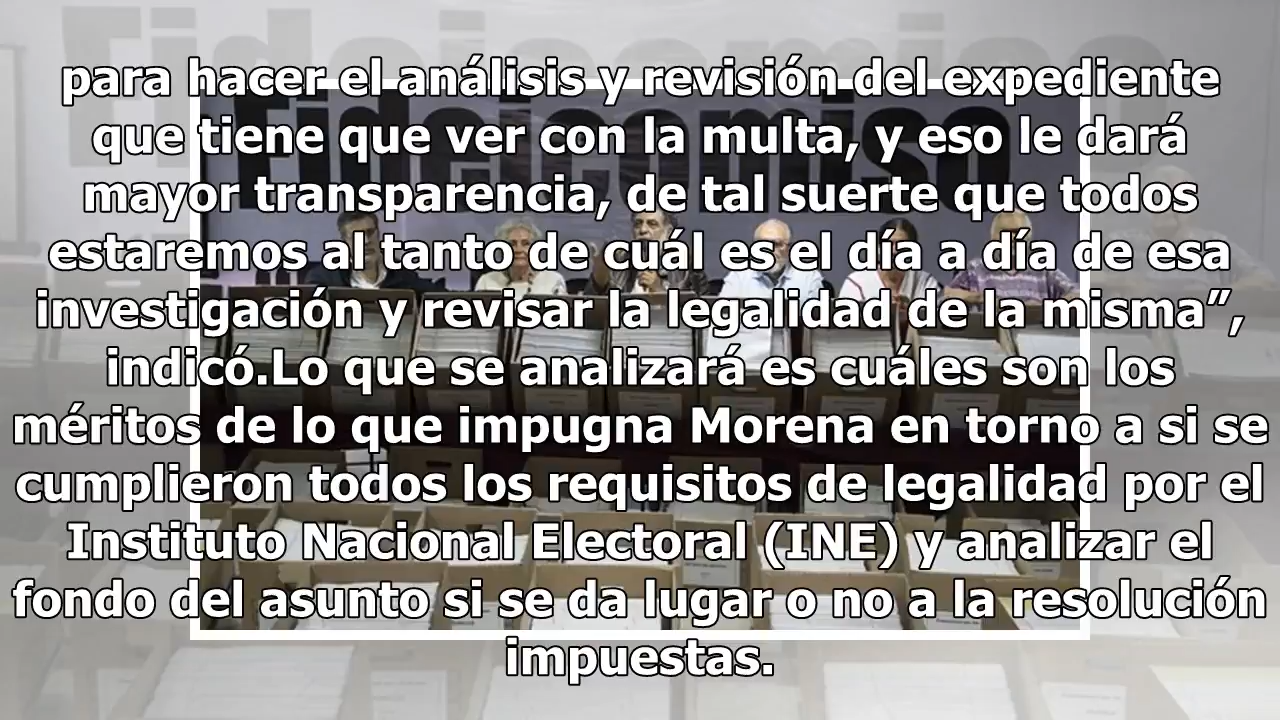 Fideicomiso
para hacer el análisis y revisión del expediente
que tiene que ver con la multa, y eso le dará
mayor transparencia, de tal suerte que todos
estaremos al tanto de cuál es el día a día de esa
investigación y revisar la legalidad de la misma”,
indicó.Lo que se analizará es cuáles son los
méritos de lo que impugna Morena en torno a si se
cumplieron todos los requisitos de legalidad por el
Instituto Nacional Electoral (INE) y analizar el
fondo del asunto si se da lugar o no a la resolución
impuestas.